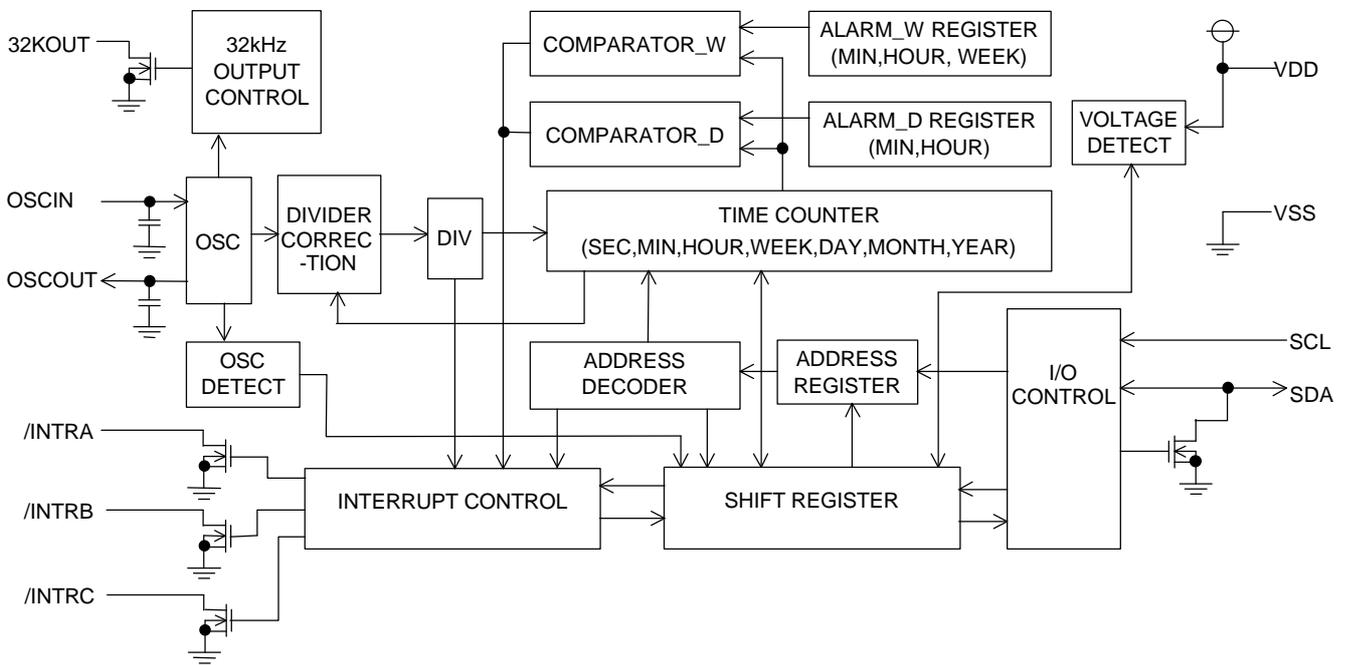 32KOUT
32kHz
OUTPUT
CONTROL
COMPARATOR_W
ALARM_W REGISTER
(MIN,HOUR, WEEK)
VDD
COMPARATOR_D
ALARM_D REGISTER
(MIN,HOUR)
VOLTAGE
DETECT
OSCIN
OSC
DIVIDER
CORREC
-TION
DIV
TIME COUNTER
(SEC,MIN,HOUR,WEEK,DAY,MONTH,YEAR)
VSS
OSCOUT
OSC
DETECT
ADDRESS
DECODER
ADDRESS
REGISTER
I/O
CONTROL
SCL
SDA
/INTRA
INTERRUPT CONTROL
SHIFT REGISTER
/INTRB
/INTRC